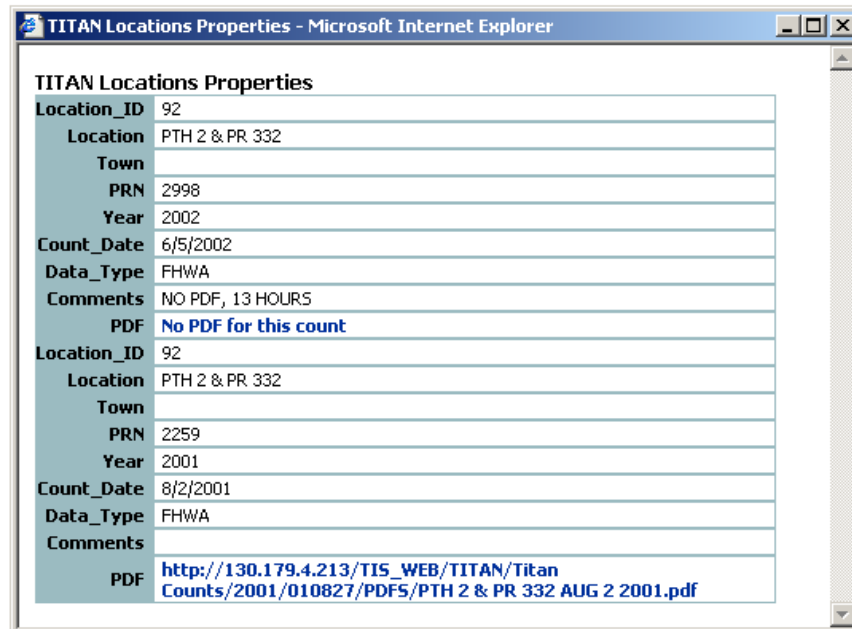 TITAN Locations Properties - Microsoft Internet Explorer
TITAN Locations Properties
Location_ID 92
Location PTH 2 & PR 332
Town
PRN 2998
Year 2002
Count_Date 6/5/2002
Data_Type FHWA
Comments NO PDF, 13 HOURS
PDF No PDF for this count
Location_ID 92
Location PTH 2 & PR 332
Town
PRN 2259
Year 2001
Count_Date 8/2/2001
Data_Type FHWA
Comments
PDF http://130.179.4.213/TIS_WEB/TITAN/Titan
Counts/2001/010827/PDFS/PTH 2 & PR 332 AUG 2 2001.pdf